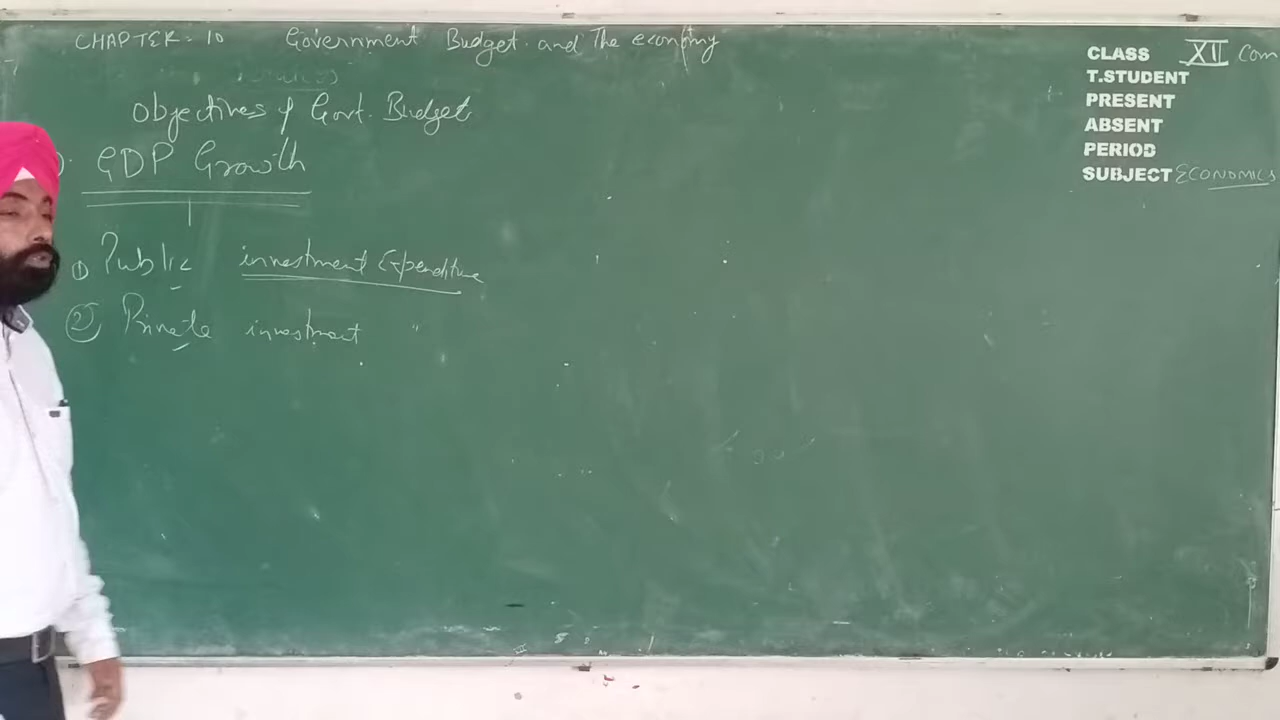 CHAPTER: 10 Government Budget and The economy
Objectives of Govt. Budget
GDP Growth
① Public investment Expenditure
② Private investment "
CLASS XII Com
T.STUDENT
PRESENT
ABSENT
PERIOD
SUBJECT ECONOMICS